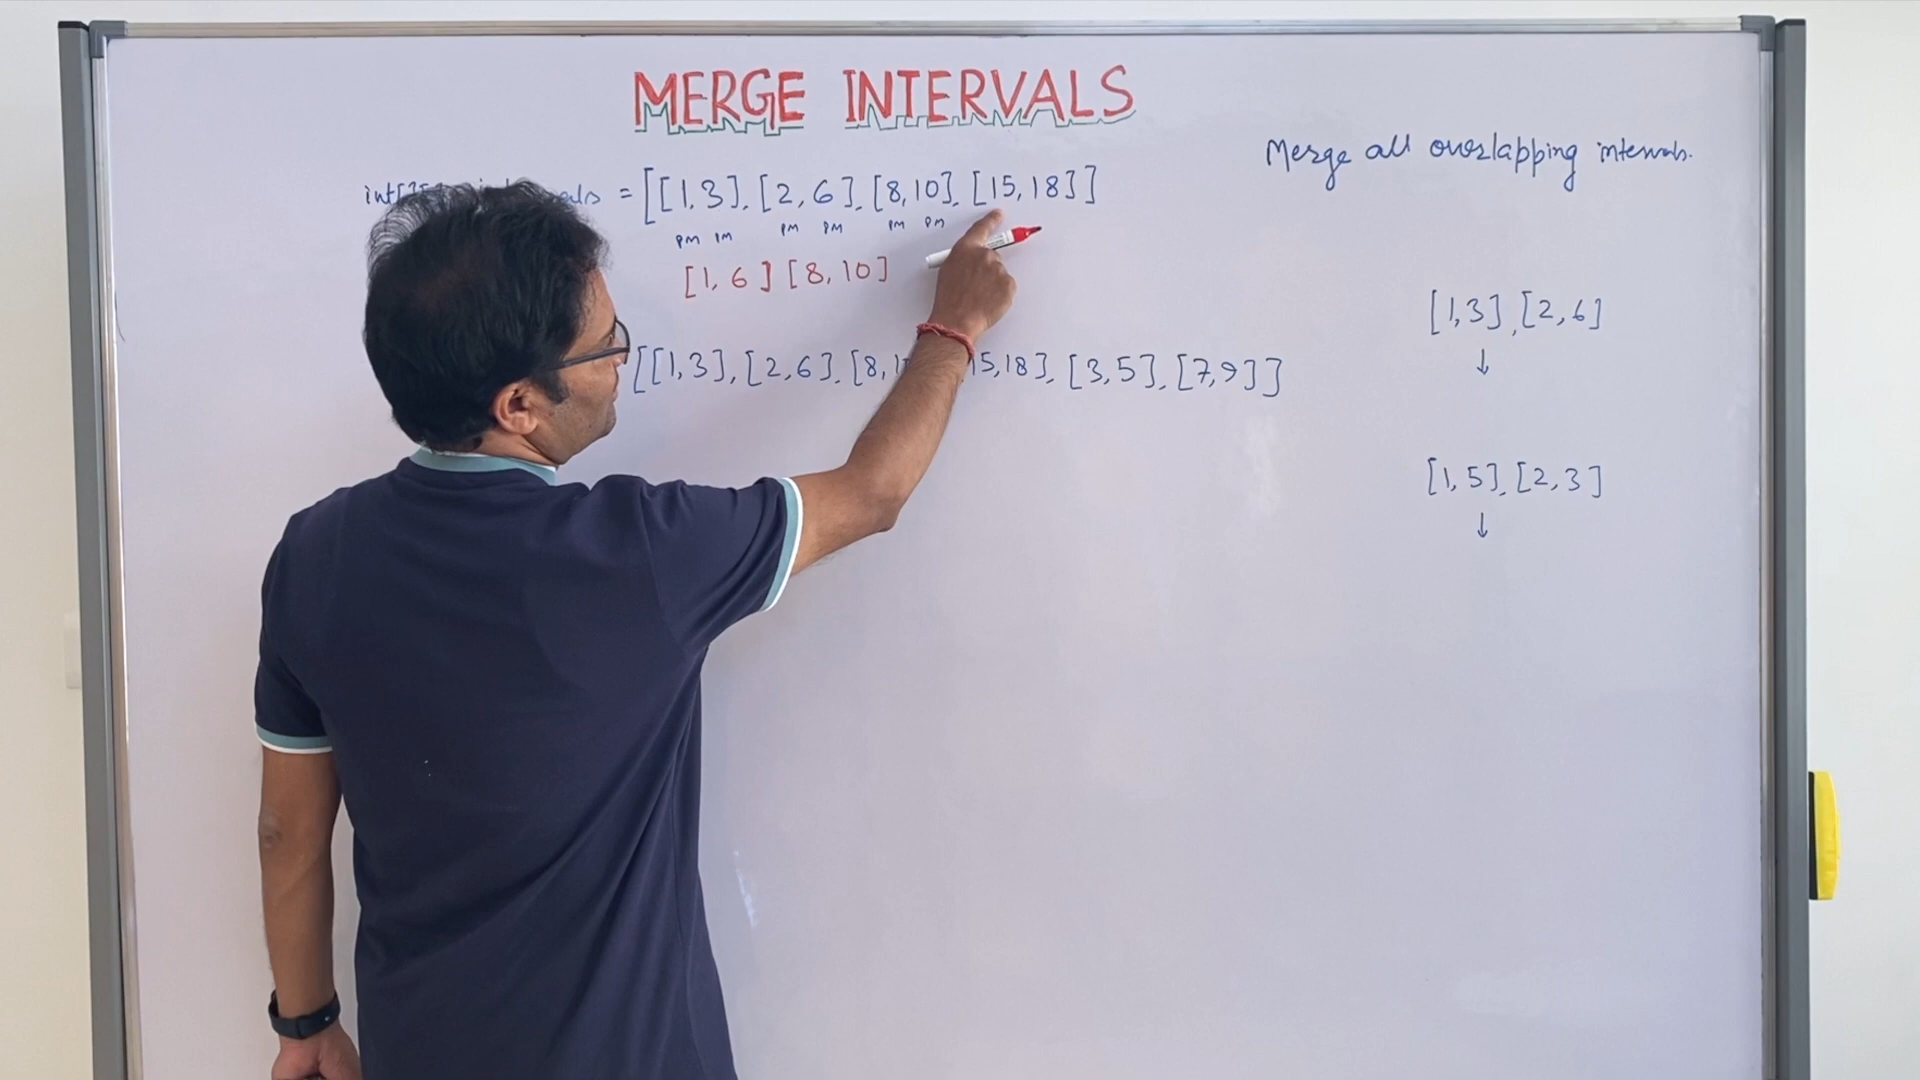 MERGE INTERVALS
Merge all overlapping intervals.
= [[1,3], [2,6], [8,10], [15,18]]
PM PM PM PM PM PM
[1,6] [8,10]
[1,3], [2,6]
↓
[[1,3], [2,6], [8,1 15,18], [3,5], [7,9]]
[1,5], [2,3]
↓